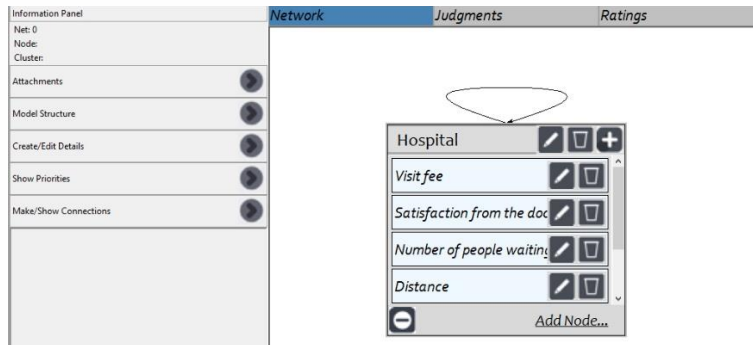 Information Panel
Net: 0
Node:
Cluster:
Attachments
Model Structure
Create/Edit Details
Show Priorities
Make/Show Connections
Network Judgments Ratings
Hospital
Visit fee
Satisfaction from the doc
Number of people waiting
Distance
Add Node...